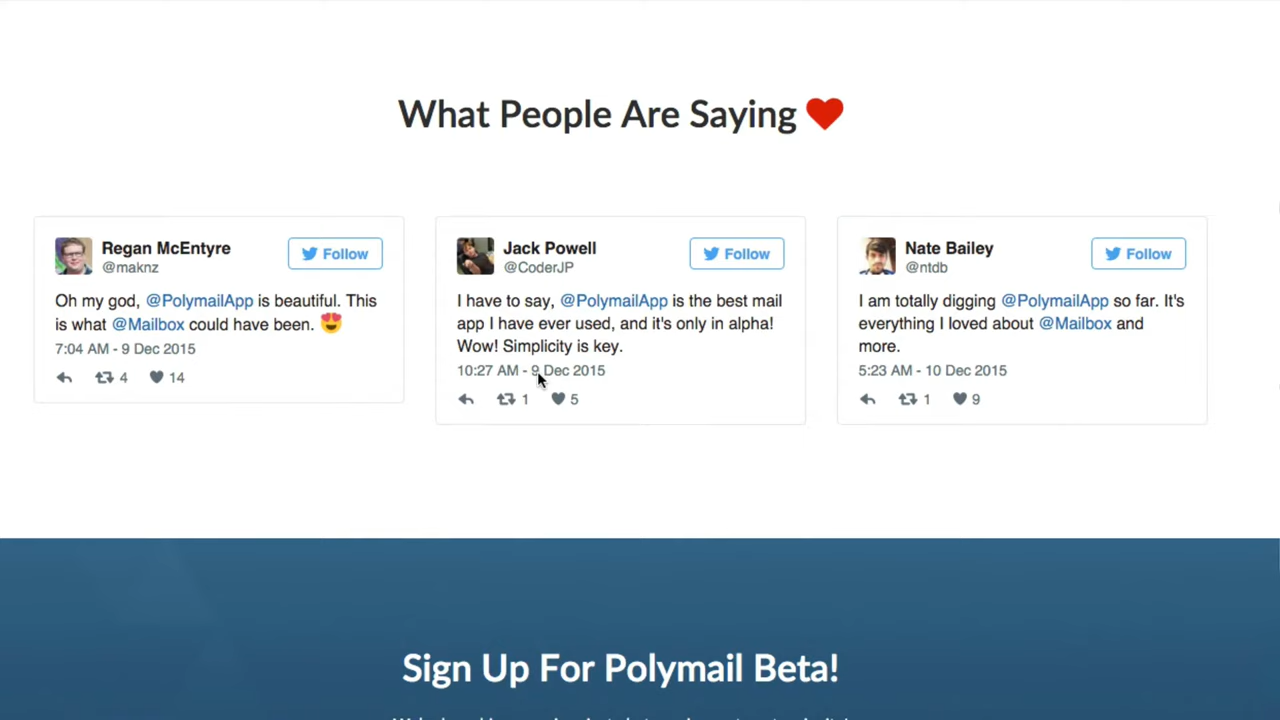 What People Are Saying
Regan McEntyre
@maknz
Follow
Oh my god, @PolymailApp is beautiful. This
is what @Mailbox could have been.
7:04 AM - 9 Dec 2015
4 14
Jack Powell
@CoderJP
Follow
I have to say, @PolymailApp is the best mail
app I have ever used, and it's only in alpha!
Wow! Simplicity is key.
10:27 AM - 9 Dec 2015
1 5
Nate Bailey
@ntdb
Follow
I am totally digging @PolymailApp so far. It's
everything I loved about @Mailbox and
more.
5:23 AM - 10 Dec 2015
1 9
Sign Up For Polymail Beta!